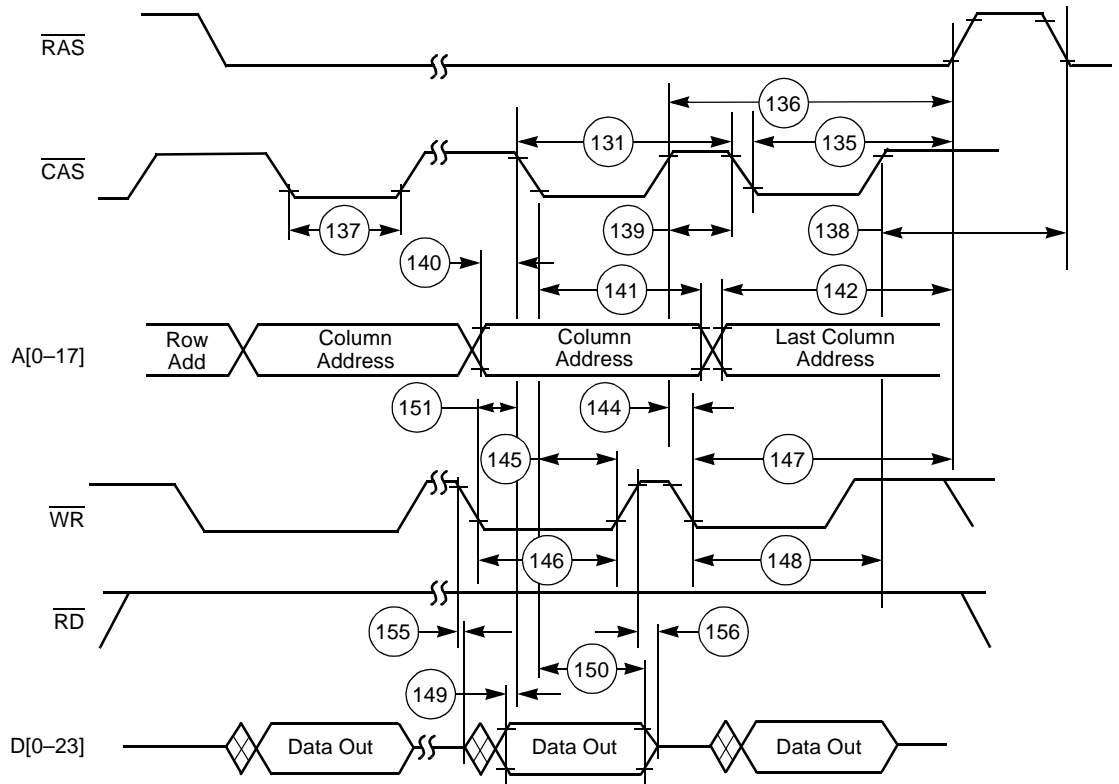 RAS
136
131
135
CAS
137
139
138
140
141
142
A[0–17]
Row
Add
Column
Address
Column
Address
Last Column
Address
151
144
145
147
WR
146
148
RD
155
156
150
149
D[0–23]
Data Out
Data Out
Data Out